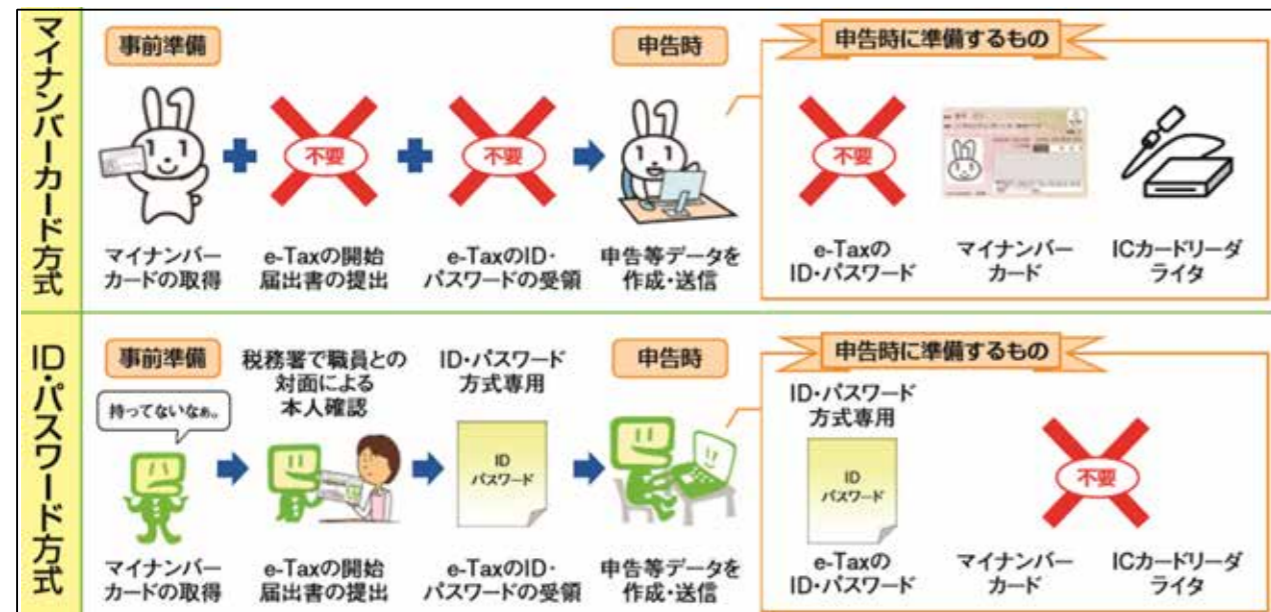 マイナンバーカード方式
事前準備
申告時
申告時に準備するもの
不要
不要
不要
マイナンバー
カードの取得
e-Taxの開始
届出書の提出
e-TaxのID・
パスワードの受領
申告等データを
作成・送信
e-Taxの
ID・パスワード
マイナンバー
カード
ICカードリーダ
ライタ
ID・パスワード方式
事前準備
持ってないなぁ。
税務署で職員との
対面による
本人確認
ID・パスワード
方式専用
ID
パスワード
申告時
申告時に準備するもの
ID・パスワード
方式専用
ID
パスワード
不要
マイナンバー
カードの取得
e-Taxの開始
届出書の提出
e-TaxのID・
パスワードの受領
申告等データを
作成・送信
e-Taxの
ID・パスワード
マイナンバー
カード
ICカードリーダ
ライタ